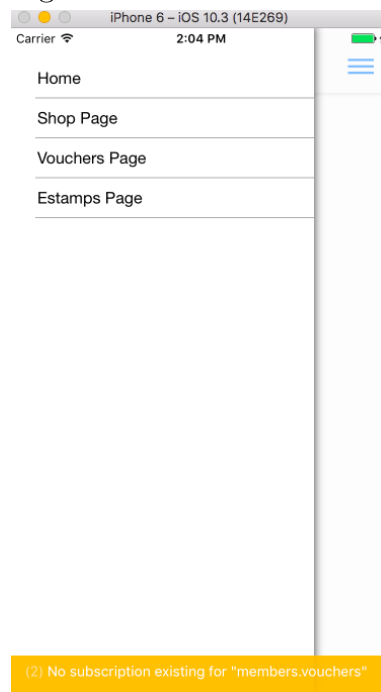 iPhone 6 – iOS 10.3 (14E269)
Carrier 2:04 PM
Home
Shop Page
Vouchers Page
Estamps Page
(2) No subscription existing for "members.vouchers"